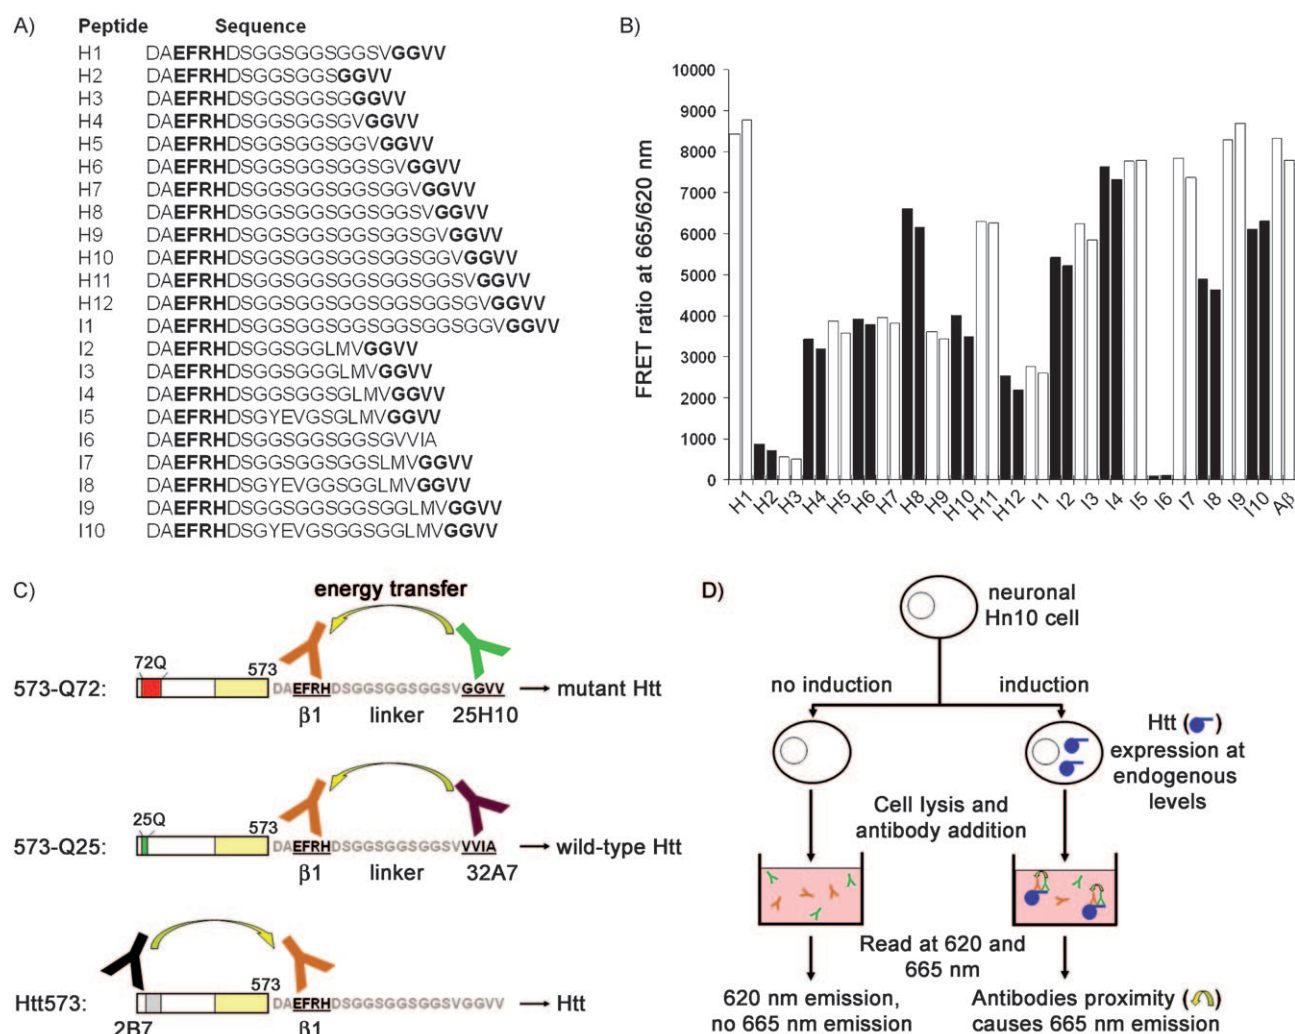 A)
Peptide Sequence
H1 DAEFRHDSGGSGGSGGSVGGVV
H2 DAEFRHDSGGSGGSGGVV
H3 DAEFRHDSGGSGGSGGGVV
H4 DAEFRHDSGGSGSGVGGVV
H5 DAEFRHDSGGSGGSGGVGGVV
H6 DAEFRHDSGGSGGSGGSGVGGVV
H7 DAEFRHDSGGSGGSGSGGVGGVV
H8 DAEFRHDSGGSGGSGGSGGSVGGVV
H9 DAEFRHDSGGSGGSGGSGGSGVGGVV
H10 DAEFRHDSGGSGGSGGSGGSGGVGGVV
H11 DAEFRHDSGGSGGSGGSGGSGGSVGGVV
H12 DAEFRHDSGGSGGSGGSGGSGGSGVGGVV
I1 DAEFRHDSGGSGGSGGSGGSGGSGGVGGVV
I2 DAEFRHDSGGSGGLMVGGVV
I3 DAEFRHDSGGSGGGLMVGGVV
I4 DAEFRHDSGGSGGSGLMVGGVV
I5 DAEFRHDSGYEVGSGLMVGGVV
I6 DAEFRHDSGGSGGSGGSGVVIA
I7 DAEFRHDSGGSGGSGGSLMVGGVV
I8 DAEFRHDSGYEVGGSGGLMVGGVV
I9 DAEFRHDSGGSGGSGGSGGLMVGGVV
I10 DAEFRHDSGYEVGSGGSGGLMVGGVV
B)
FRET ratio at 665/620 nm
10000
9000
8000
7000
6000
5000
4000
3000
2000
1000
0
H1 H2 H3 H4 H5 H6 H7 H8 H9 H10 H11 H12 I1 I2 I3 I4 I5 I6 I7 I8 I9 I10 Aβ
C)
energy transfer
72Q
573
573-Q72: DAEFRHDSGGSGGSGGSVGGVV mutant Htt
β1 linker 25H10
25Q
573
573-Q25: DAEFRHDSGGSGGSGGSVVVIA wild-type Htt
β1 linker 32A7
573
Htt573: DAEFRHDSGGSGGSGGSVGGVV Htt
2B7 β1
D)
neuronal
Hn10 cell
no induction induction
Htt ( )
expression at
endogenous
levels
Cell lysis and
antibody addition
Read at 620 and
665 nm
620 nm emission,
no 665 nm emission
Antibodies proximity ( )
causes 665 nm emission